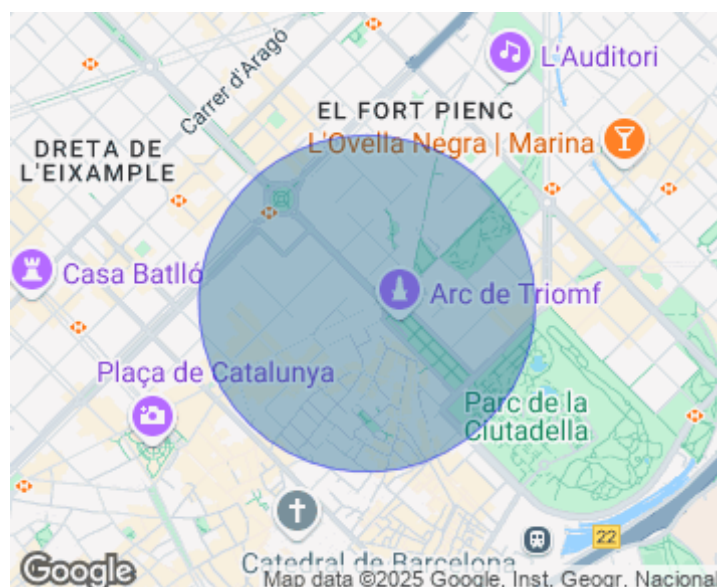 L'Auditori
Carrer d'Aragó
EL FORT PIENC
L'Ovella Negra | Marina
DRETA DE
L'EIXAMPLE
Casa Batlló
Arc de Triomf
Plaça de Catalunya
Parc de la
Ciutadella
22
Catedral de Barcelona
Google
Map data ©2025 Google, Inst. Geogr. Nacional